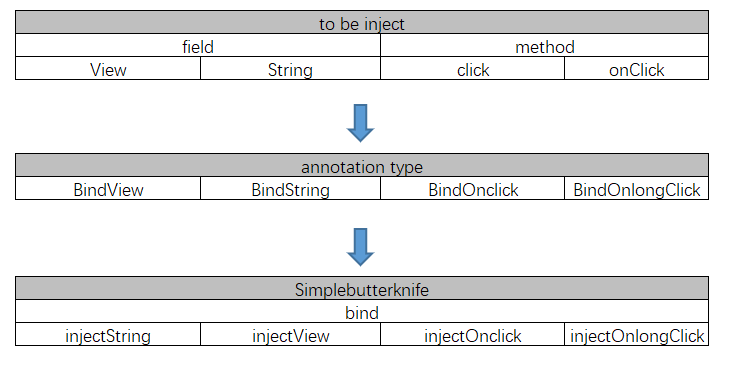 to be inject
field method
View String click onClick
annotation type
BindView BindString BindOnclick BindOnlongClick
Simplebutterknife
bind
injectString injectView injectOnclick injectOnlongClick